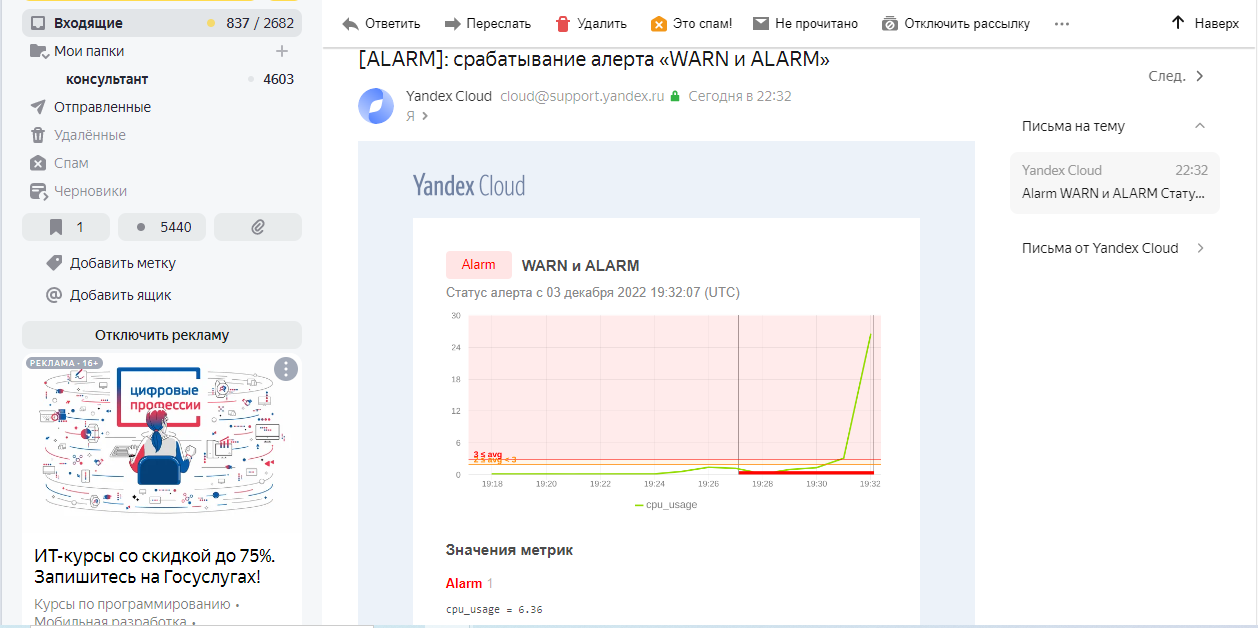 Входящие 837 / 2682
Мои папки
консультант 4603
Отправленные
Удалённые
Спам
Черновики
1 5440
Добавить метку
Добавить ящик
Отключить рекламу
РЕКЛАМА • 16+
цифровые
профессии
ИТ-курсы со скидкой до 75%.
Запишитесь на Госуслугах!
Курсы по программированию •
Мобильная разработка •
Ответить Переслать Удалить Это спам! Не прочитано Отключить рассылку Наверх
[ALARM]: срабатывание алерта «WARN и ALARM»
Yandex Cloud cloud@support.yandex.ru Сегодня в 22:32
Я
Yandex Cloud
Alarm WARN и ALARM
Статус алерта с 03 декабря 2022 19:32:07 (UTC)
30
24
18
12
6
3 ≤ avg
2 ≤ avg < 3
0
19:18 19:20 19:22 19:24 19:26 19:28 19:30 19:32
cpu_usage
Значения метрик
Alarm 1
cpu_usage = 6.36
След.
Письма на тему
Yandex Cloud 22:32
Alarm WARN и ALARM Стату...
Письма от Yandex Cloud